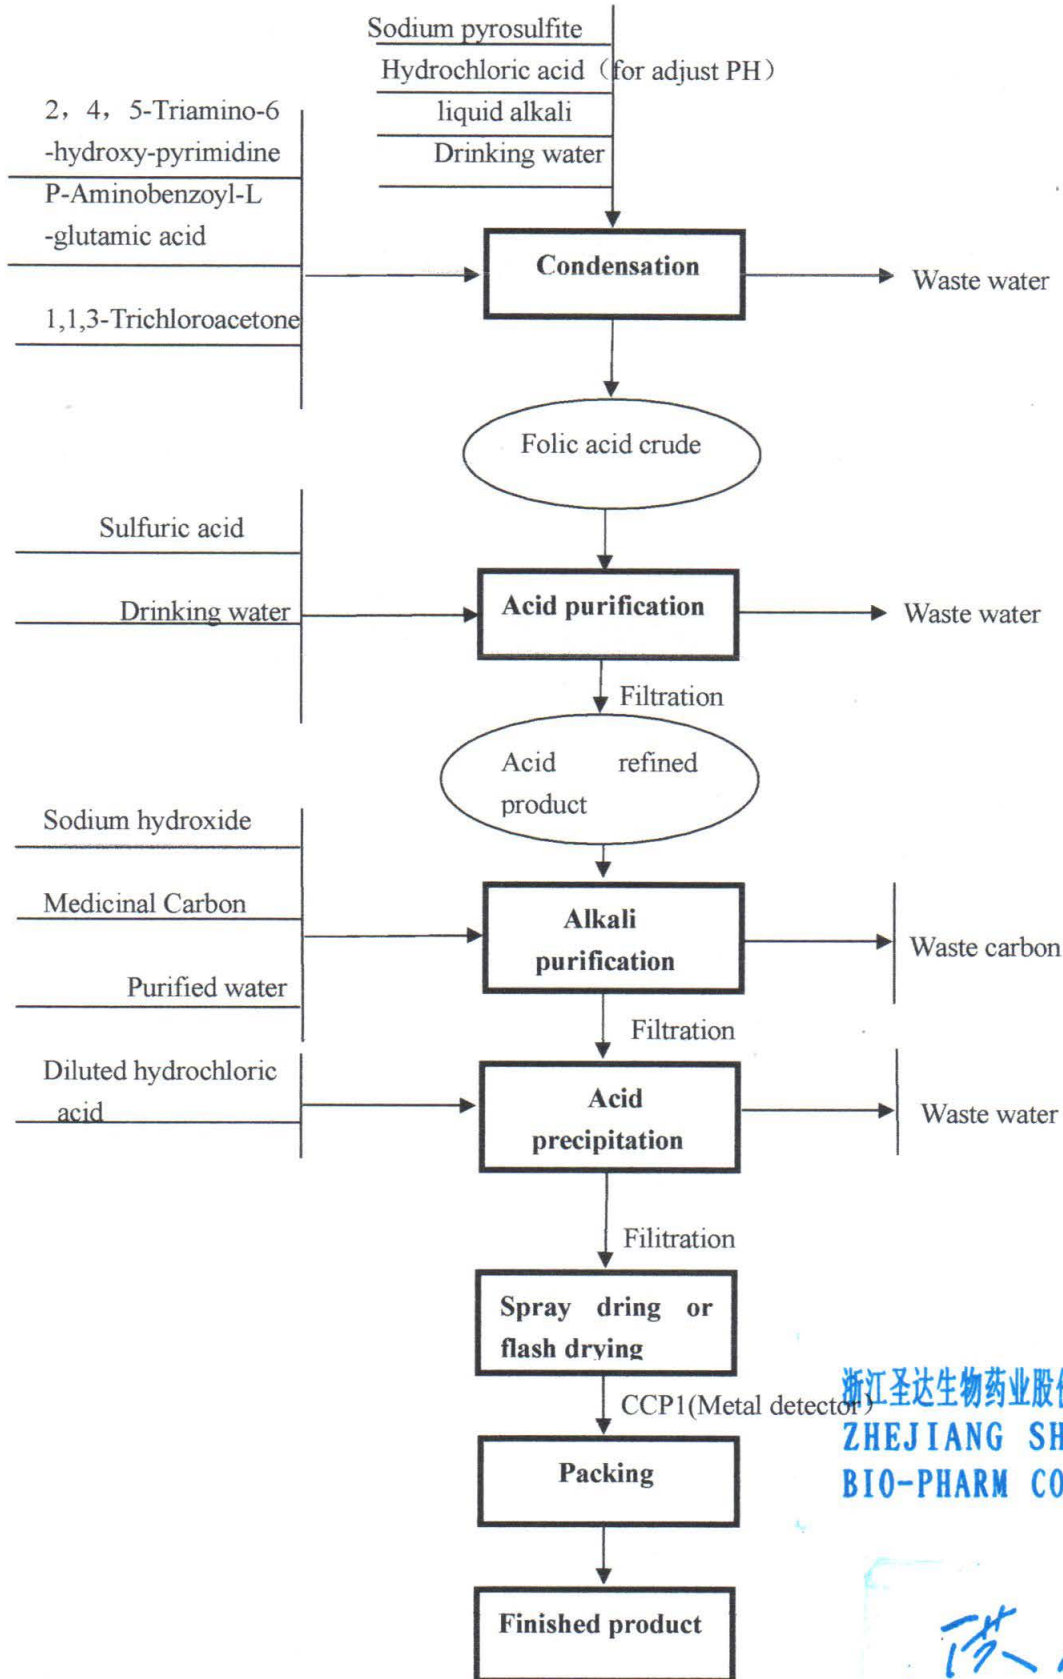 Sodium pyrosulfite
Hydrochloric acid（for adjust PH）
liquid alkali
Drinking water
2，4，5-Triamino-6
-hydroxy-pyrimidine
P-Aminobenzoyl-L
-glutamic acid
1,1,3-Trichloroacetone
Condensation
Waste water
Folic acid crude
Sulfuric acid
Drinking water
Acid purification
Waste water
Filtration
Acid refined
product
Sodium hydroxide
Medicinal Carbon
Purified water
Alkali
purification
Waste carbon
Filtration
Diluted hydrochloric
acid
Acid
precipitation
Waste water
Filitration
Spray dring or
flash drying
CCP1(Metal detector）
浙江圣达生物药业股份
ZHEJIANG SH
BIO-PHARM CO
Packing
Finished product